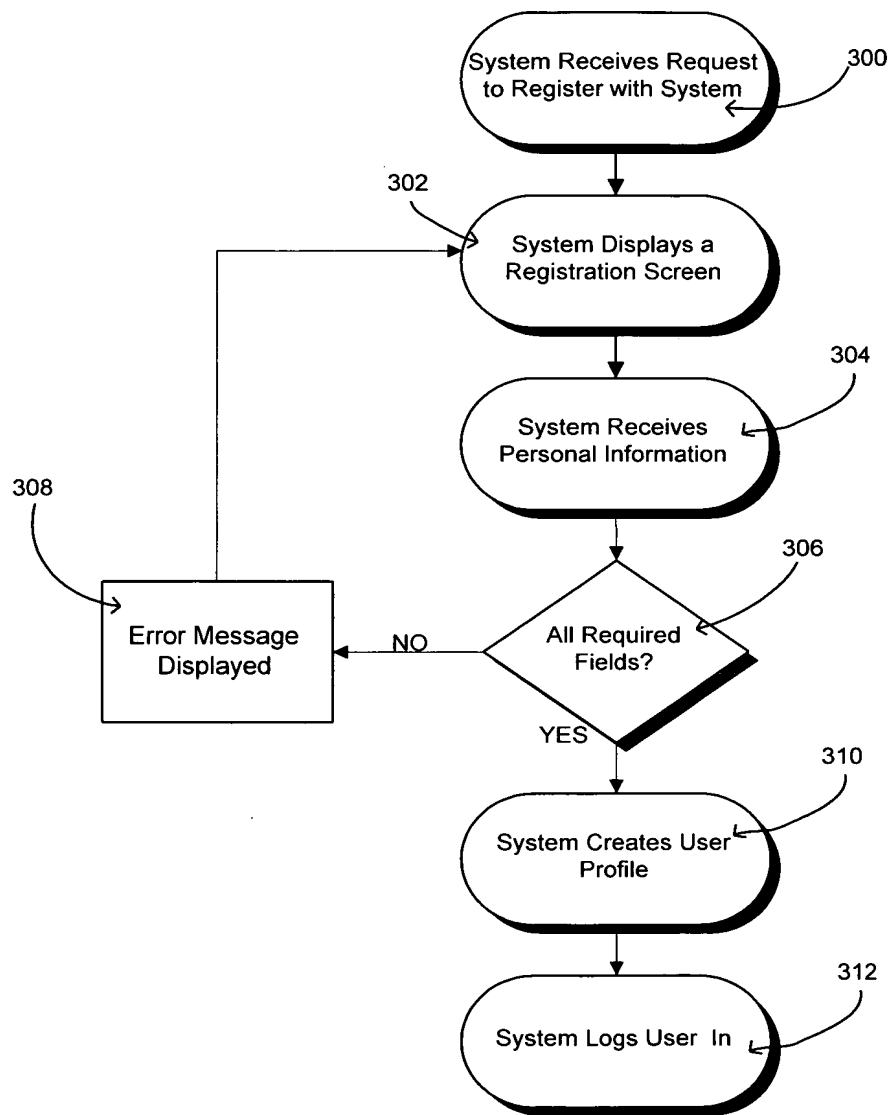 System Receives Request
to Register with System
300
302
System Displays a
Registration Screen
304
System Receives
Personal Information
308
306
Error Message
Displayed
NO
All Required
Fields?
YES
310
System Creates User
Profile
312
System Logs User In